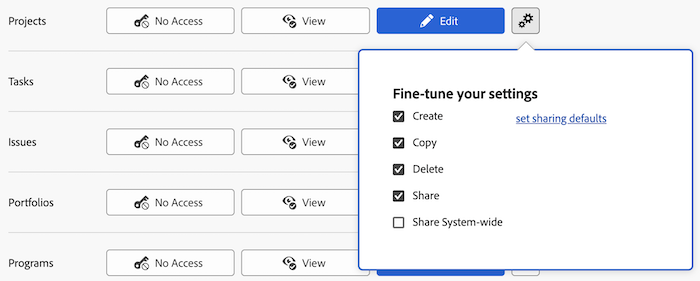 Projects No Access View Edit
Tasks No Access View
Fine-tune your settings
Create set sharing defaults
Issues No Access View
Copy
Delete
Portfolios No Access View
Share
Share System-wide
Programs No Access View